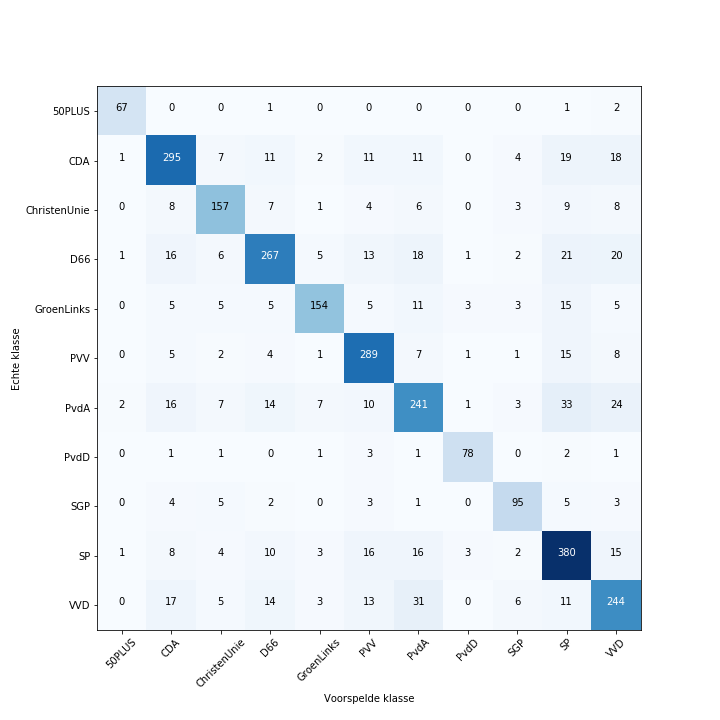 50PLUS 67 0 0 1 0 0 0 0 0 1 2
CDA 1 295 7 11 2 11 11 0 4 19 18
ChristenUnie 0 8 157 7 1 4 6 0 3 9 8
D66 1 16 6 267 5 13 18 1 2 21 20
GroenLinks 0 5 5 5 154 5 11 3 3 15 5
PVV 0 5 2 4 1 289 7 1 1 15 8
PvdA 2 16 7 14 7 10 241 1 3 33 24
PvdD 0 1 1 0 1 3 1 78 0 2 1
SGP 0 4 5 2 0 3 1 0 95 5 3
SP 1 8 4 10 3 16 16 3 2 380 15
VVD 0 17 5 14 3 13 31 0 6 11 244
Echte klasse
50PLUS CDA ChristenUnie D66 GroenLinks PVV PvdA PvdD SGP SP VVD
Voorspelde klasse